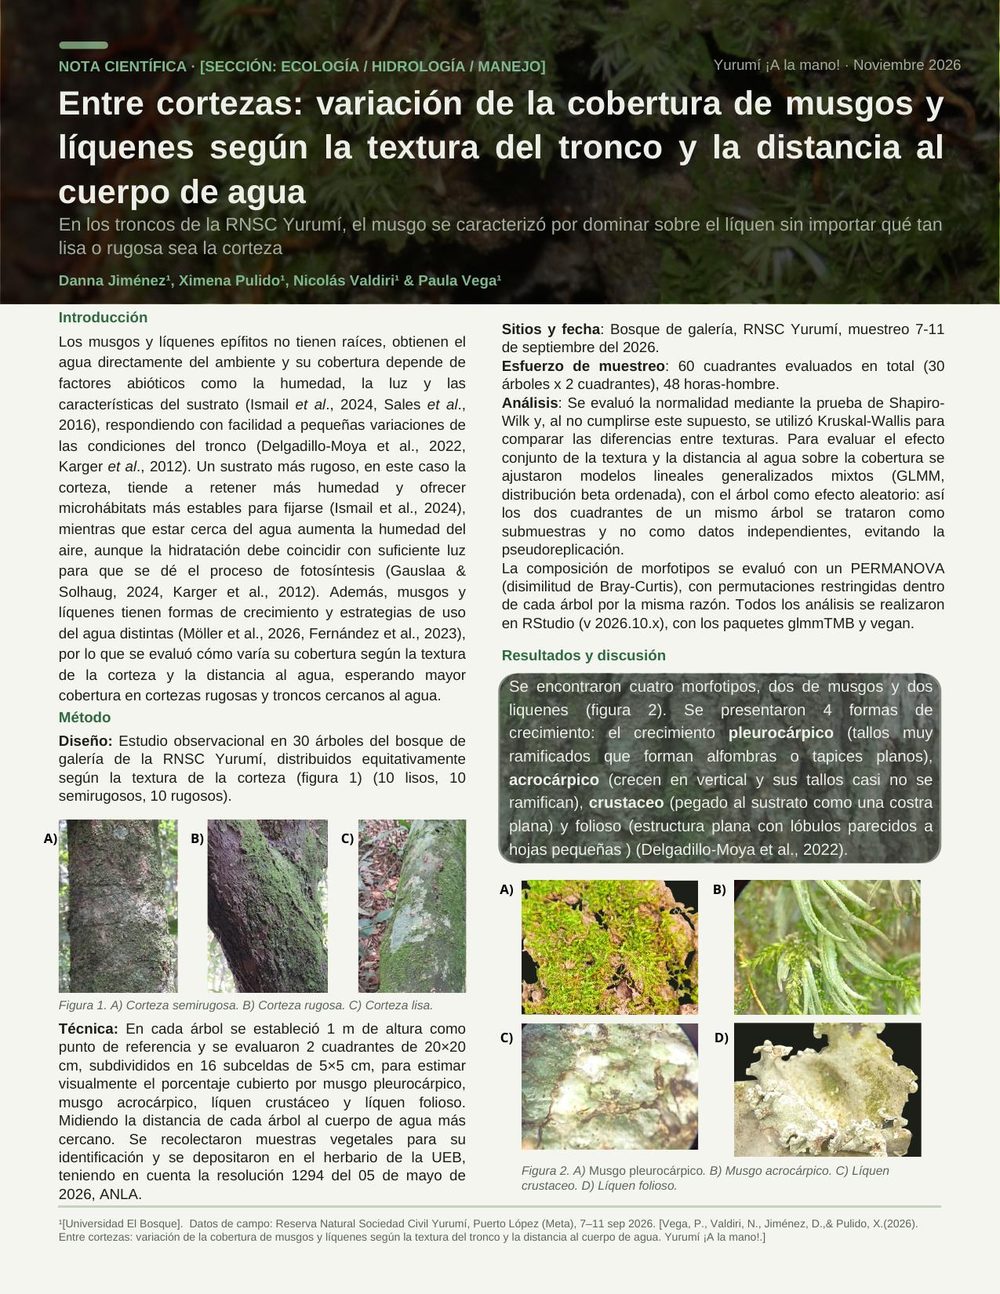 NOTA CIENTÍFICA · [SECCIÓN: ECOLOGÍA / HIDROLOGÍA / MANEJO]
Yurumí ¡A la mano! · Noviembre 2026
Entre cortezas: variación de la cobertura de musgos y
líquenes según la textura del tronco y la distancia al
cuerpo de agua
En los troncos de la RNSC Yurumí, el musgo se caracterizó por dominar sobre el líquen sin importar qué tan
lisa o rugosa sea la corteza
Danna Jiménez¹, Ximena Pulido¹, Nicolás Valdiri¹ & Paula Vega¹
Introducción
Los musgos y líquenes epífitos no tienen raíces, obtienen el
agua directamente del ambiente y su cobertura depende de
factores abióticos como la humedad, la luz y las
características del sustrato (Ismail et al., 2024, Sales et al.,
2016), respondiendo con facilidad a pequeñas variaciones de
las condiciones del tronco (Delgadillo-Moya et al., 2022,
Karger et al., 2012). Un sustrato más rugoso, en este caso la
corteza, tiende a retener más humedad y ofrecer
microhábitats más estables para fijarse (Ismail et al., 2024),
mientras que estar cerca del agua aumenta la humedad del
aire, aunque la hidratación debe coincidir con suficiente luz
para que se dé el proceso de fotosíntesis (Gauslaa &
Solhaug, 2024, Karger et al., 2012). Además, musgos y
líquenes tienen formas de crecimiento y estrategias de uso
del agua distintas (Möller et al., 2026, Fernández et al., 2023),
por lo que se evaluó cómo varía su cobertura según la textura
de la corteza y la distancia al agua, esperando mayor
cobertura en cortezas rugosas y troncos cercanos al agua.
Método
Diseño: Estudio observacional en 30 árboles del bosque de
galería de la RNSC Yurumí, distribuidos equitativamente
según la textura de la corteza (figura 1) (10 lisos, 10
semirugosos, 10 rugosos).
A)
B)
C)
Figura 1. A) Corteza semirugosa. B) Corteza rugosa. C) Corteza lisa.
Técnica: En cada árbol se estableció 1 m de altura como
punto de referencia y se evaluaron 2 cuadrantes de 20×20
cm, subdivididos en 16 subceldas de 5×5 cm, para estimar
visualmente el porcentaje cubierto por musgo pleurocárpico,
musgo acrocárpico, líquen crustáceo y líquen folioso.
Midiendo la distancia de cada árbol al cuerpo de agua más
cercano. Se recolectaron muestras vegetales para su
identificación y se depositaron en el herbario de la UEB,
teniendo en cuenta la resolución 1294 del 05 de mayo de
2026, ANLA.
Sitios y fecha: Bosque de galería, RNSC Yurumí, muestreo 7-11
de septiembre del 2026.
Esfuerzo de muestreo: 60 cuadrantes evaluados en total (30
árboles x 2 cuadrantes), 48 horas-hombre.
Análisis: Se evaluó la normalidad mediante la prueba de Shapiro-
Wilk y, al no cumplirse este supuesto, se utilizó Kruskal-Wallis para
comparar las diferencias entre texturas. Para evaluar el efecto
conjunto de la textura y la distancia al agua sobre la cobertura se
ajustaron modelos lineales generalizados mixtos (GLMM,
distribución beta ordenada), con el árbol como efecto aleatorio: así
los dos cuadrantes de un mismo árbol se trataron como
submuestras y no como datos independientes, evitando la
pseudoreplicación.
La composición de morfotipos se evaluó con un PERMANOVA
(disimilitud de Bray-Curtis), con permutaciones restringidas dentro
de cada árbol por la misma razón. Todos los análisis se realizaron
en RStudio (v 2026.10.x), con los paquetes glmmTMB y vegan.
Resultados y discusión
Se encontraron cuatro morfotipos, dos de musgos y dos
liquenes (figura 2). Se presentaron 4 formas de
crecimiento: el crecimiento pleurocárpico (tallos muy
ramificados que forman alfombras o tapices planos),
acrocárpico (crecen en vertical y sus tallos casi no se
ramifican), crustaceo (pegado al sustrato como una costra
plana) y folioso (estructura plana con lóbulos parecidos a
hojas pequeñas ) (Delgadillo-Moya et al., 2022).
A)
B)
C)
D)
Figura 2. A) Musgo pleurocárpico. B) Musgo acrocárpico. C) Líquen
crustaceo. D) Líquen folioso.
¹[Universidad El Bosque]. Datos de campo: Reserva Natural Sociedad Civil Yurumí, Puerto López (Meta), 7–11 sep 2026. [Vega, P., Valdiri, N., Jiménez, D.,& Pulido, X.(2026).
Entre cortezas: variación de la cobertura de musgos y líquenes según la textura del tronco y la distancia al cuerpo de agua. Yurumí ¡A la mano!.]